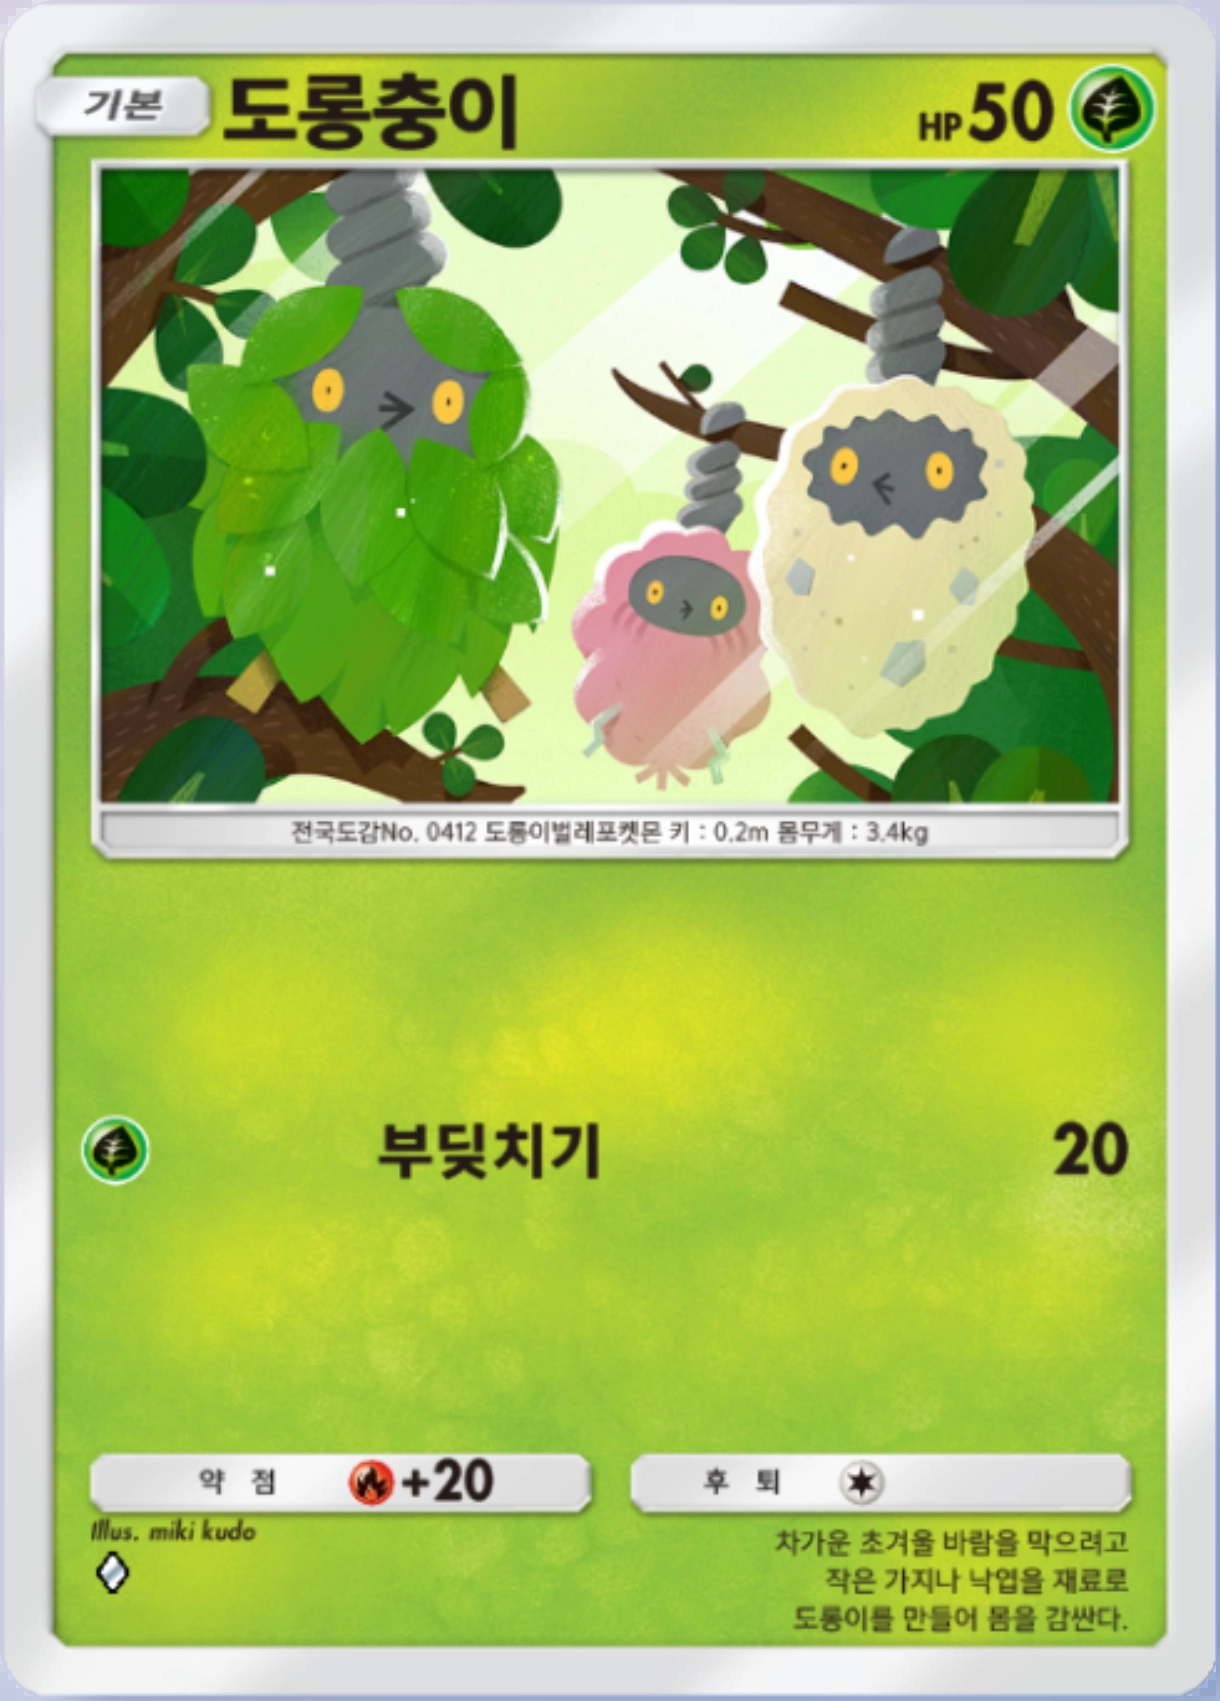 기본 도롱충이 HP 50
전국도감No. 0412 도롱이벌레포켓몬 키 : 0.2m 몸무게 : 3.4kg
부딪치기 20
약 점 +20 후 퇴
Illus. miki kudo
차가운 초겨울 바람을 막으려고
작은 가지나 낙엽을 재료로
도롱이를 만들어 몸을 감싼다.